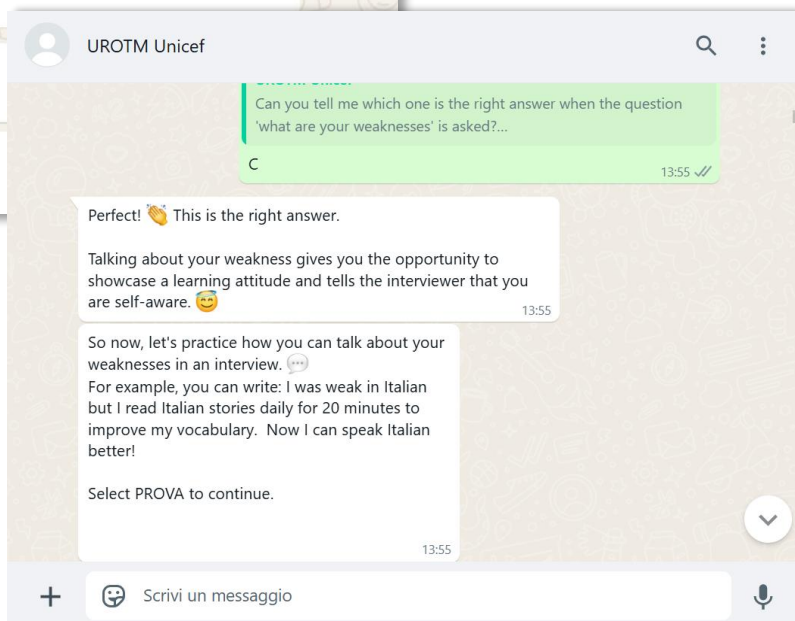 UROTM Unicef
Can you tell me which one is the right answer when the question
'what are your weaknesses' is asked?...
C
13:55
Perfect! 👏 This is the right answer.
Talking about your weakness gives you the opportunity to
showcase a learning attitude and tells the interviewer that you
are self-aware. 😇
13:55
So now, let's practice how you can talk about your
weaknesses in an interview. 💬
For example, you can write: I was weak in Italian
but I read Italian stories daily for 20 minutes to
improve my vocabulary.  Now I can speak Italian
better!
Select PROVA to continue.
13:55
Scrivi un messaggio